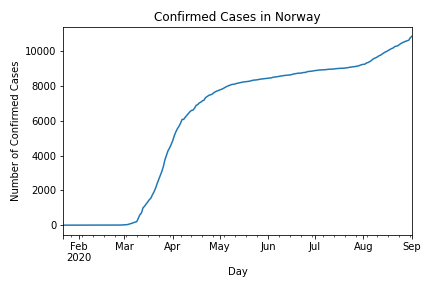 Confirmed Cases in Norway
Number of Confirmed Cases
10000
8000
6000
4000
2000
0
Feb Mar Apr May Jun Jul Aug Sep
2020
Day